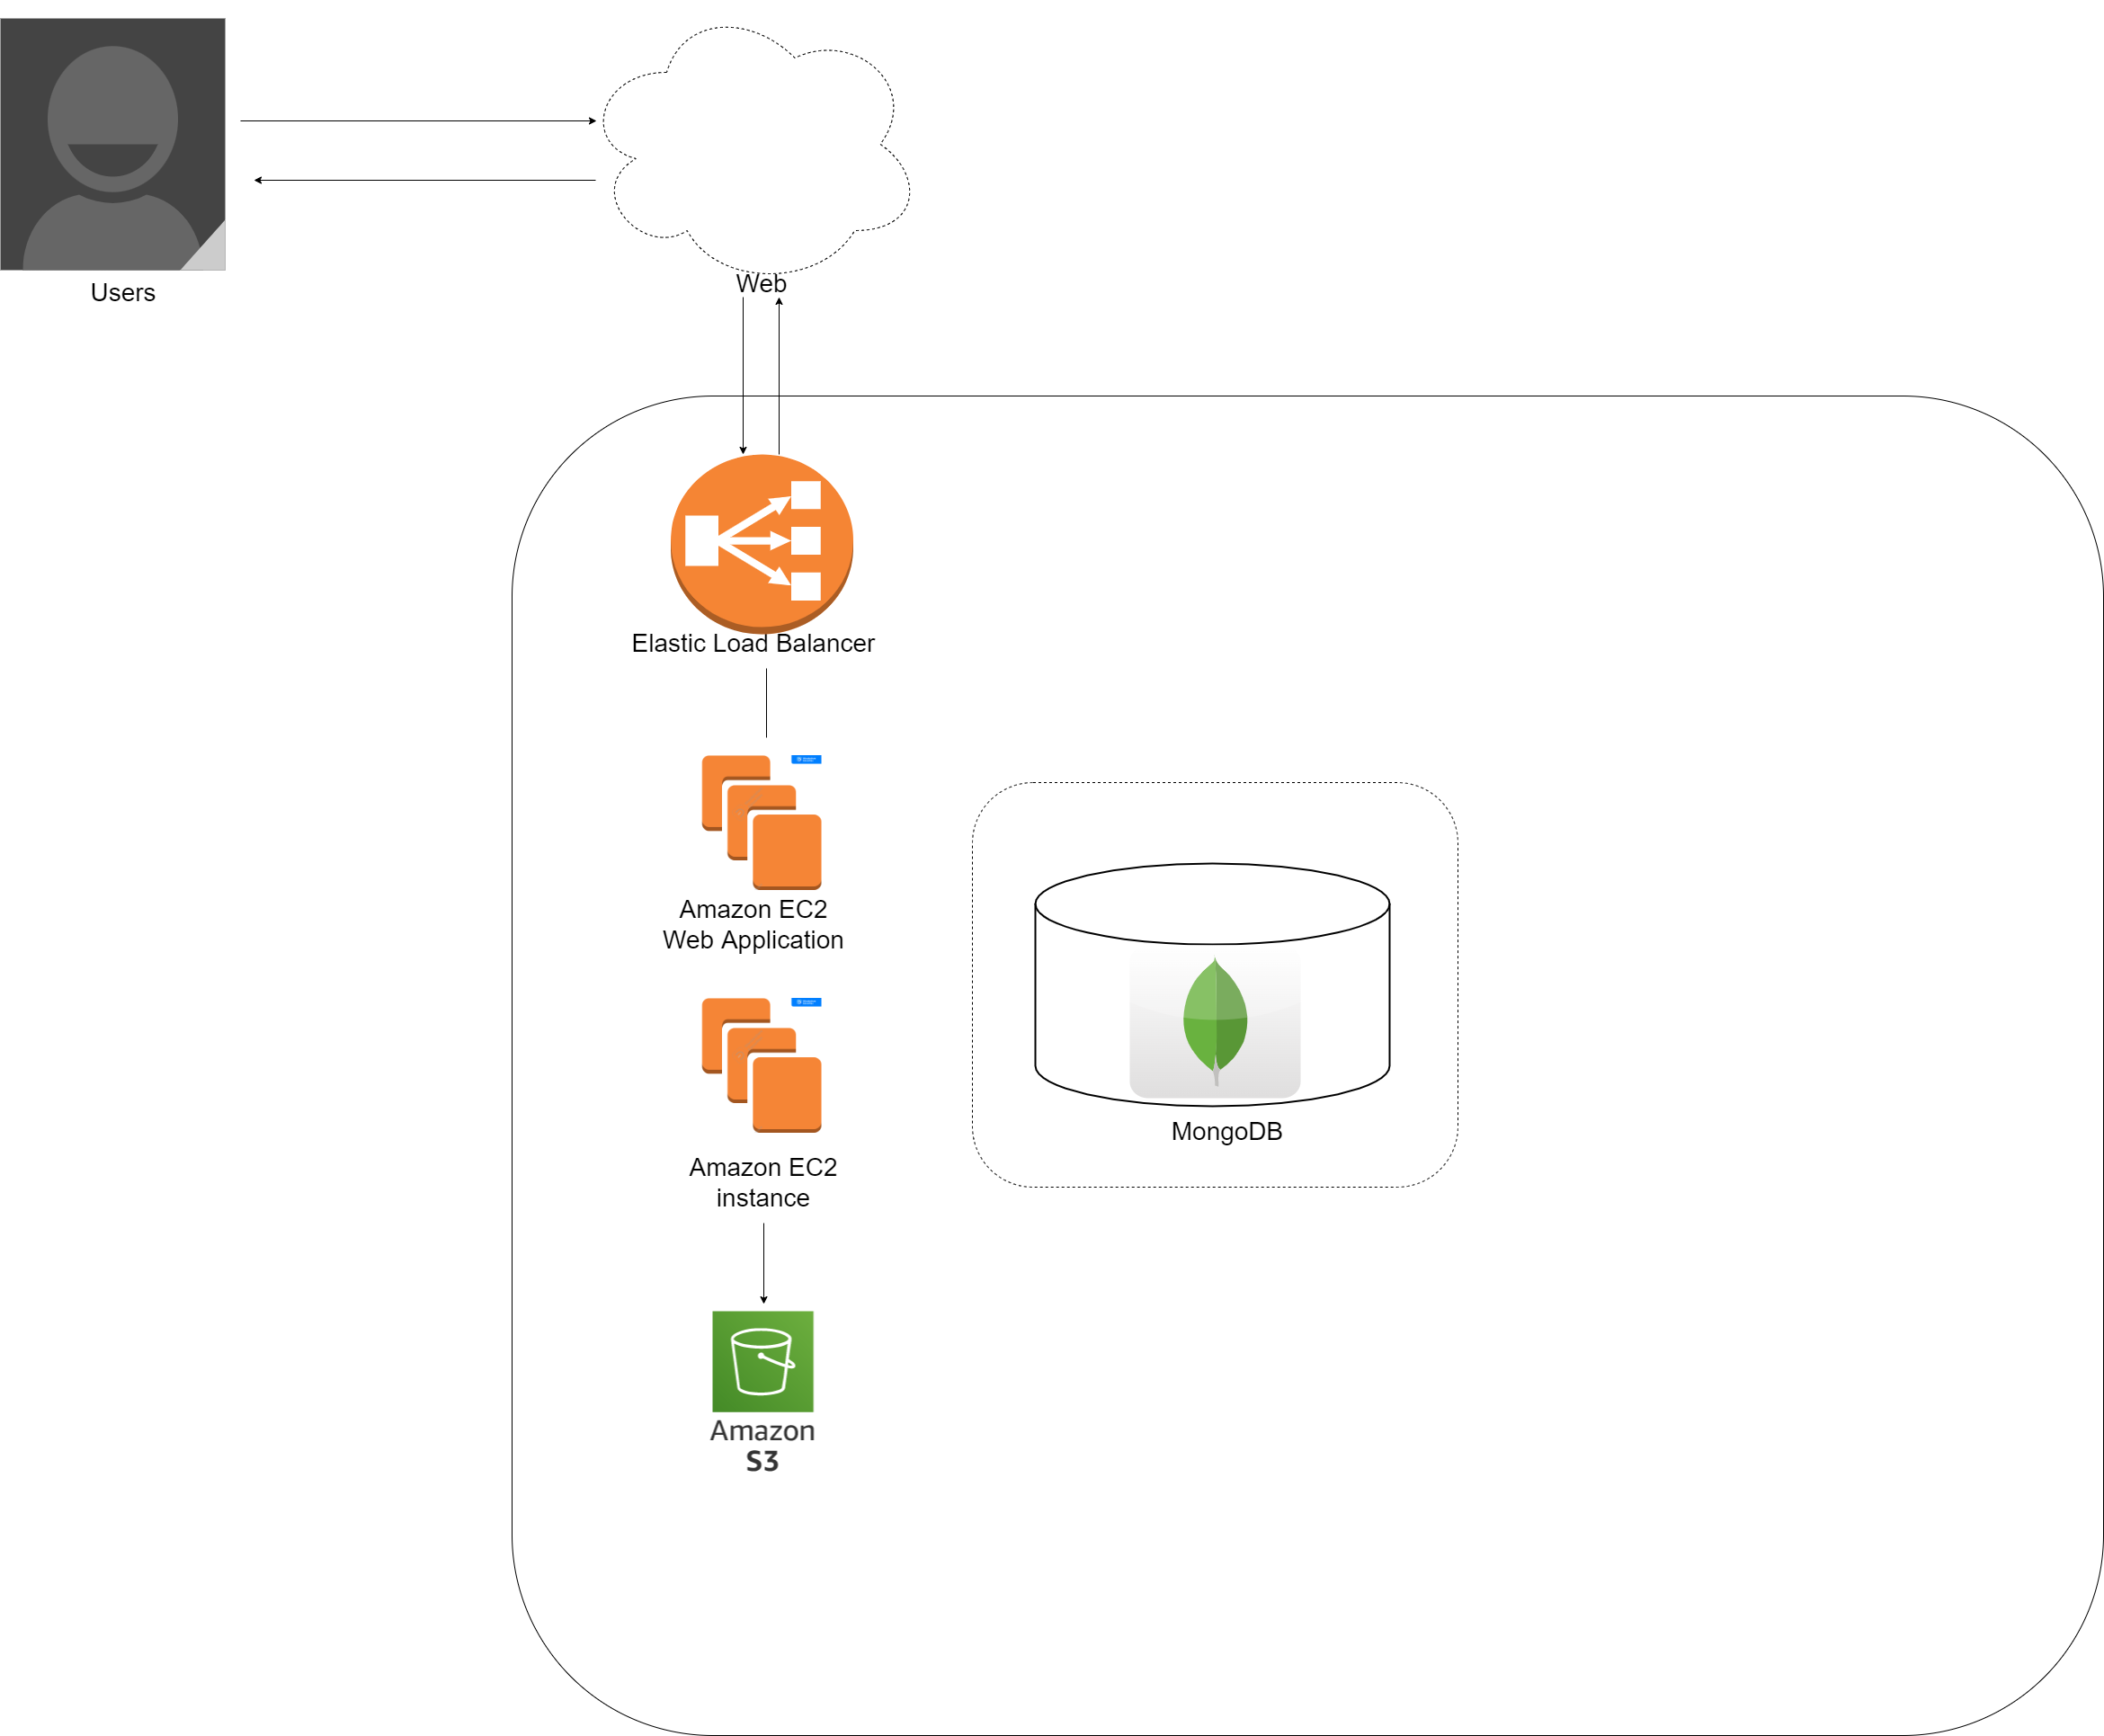 Users
Web
Elastic Load Balancer
Amazon EC2
Web Application
MongoDB
Amazon EC2
instance
Amazon
S3